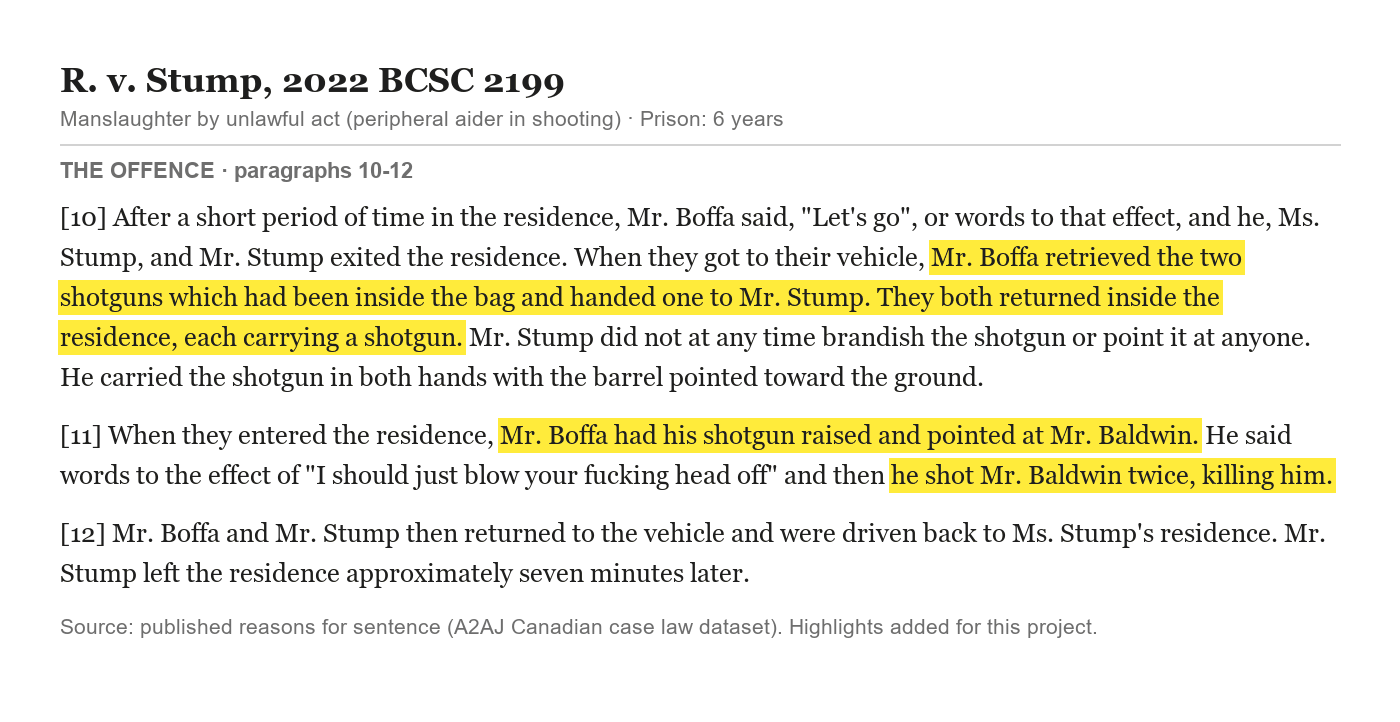 R. v. Stump, 2022 BCSC 2199
Manslaughter by unlawful act (peripheral aider in shooting) · Prison: 6 years
THE OFFENCE · paragraphs 10-12
[10] After a short period of time in the residence, Mr. Boffa said, "Let's go", or words to that effect, and he, Ms.
Stump, and Mr. Stump exited the residence. When they got to their vehicle, Mr. Boffa retrieved the two
shotguns which had been inside the bag and handed one to Mr. Stump. They both returned inside the
residence, each carrying a shotgun. Mr. Stump did not at any time brandish the shotgun or point it at anyone.
He carried the shotgun in both hands with the barrel pointed toward the ground.
[11] When they entered the residence, Mr. Boffa had his shotgun raised and pointed at Mr. Baldwin. He said
words to the effect of "I should just blow your fucking head off" and then he shot Mr. Baldwin twice, killing him.
[12] Mr. Boffa and Mr. Stump then returned to the vehicle and were driven back to Ms. Stump's residence. Mr.
Stump left the residence approximately seven minutes later.
Source: published reasons for sentence (A2AJ Canadian case law dataset). Highlights added for this project.